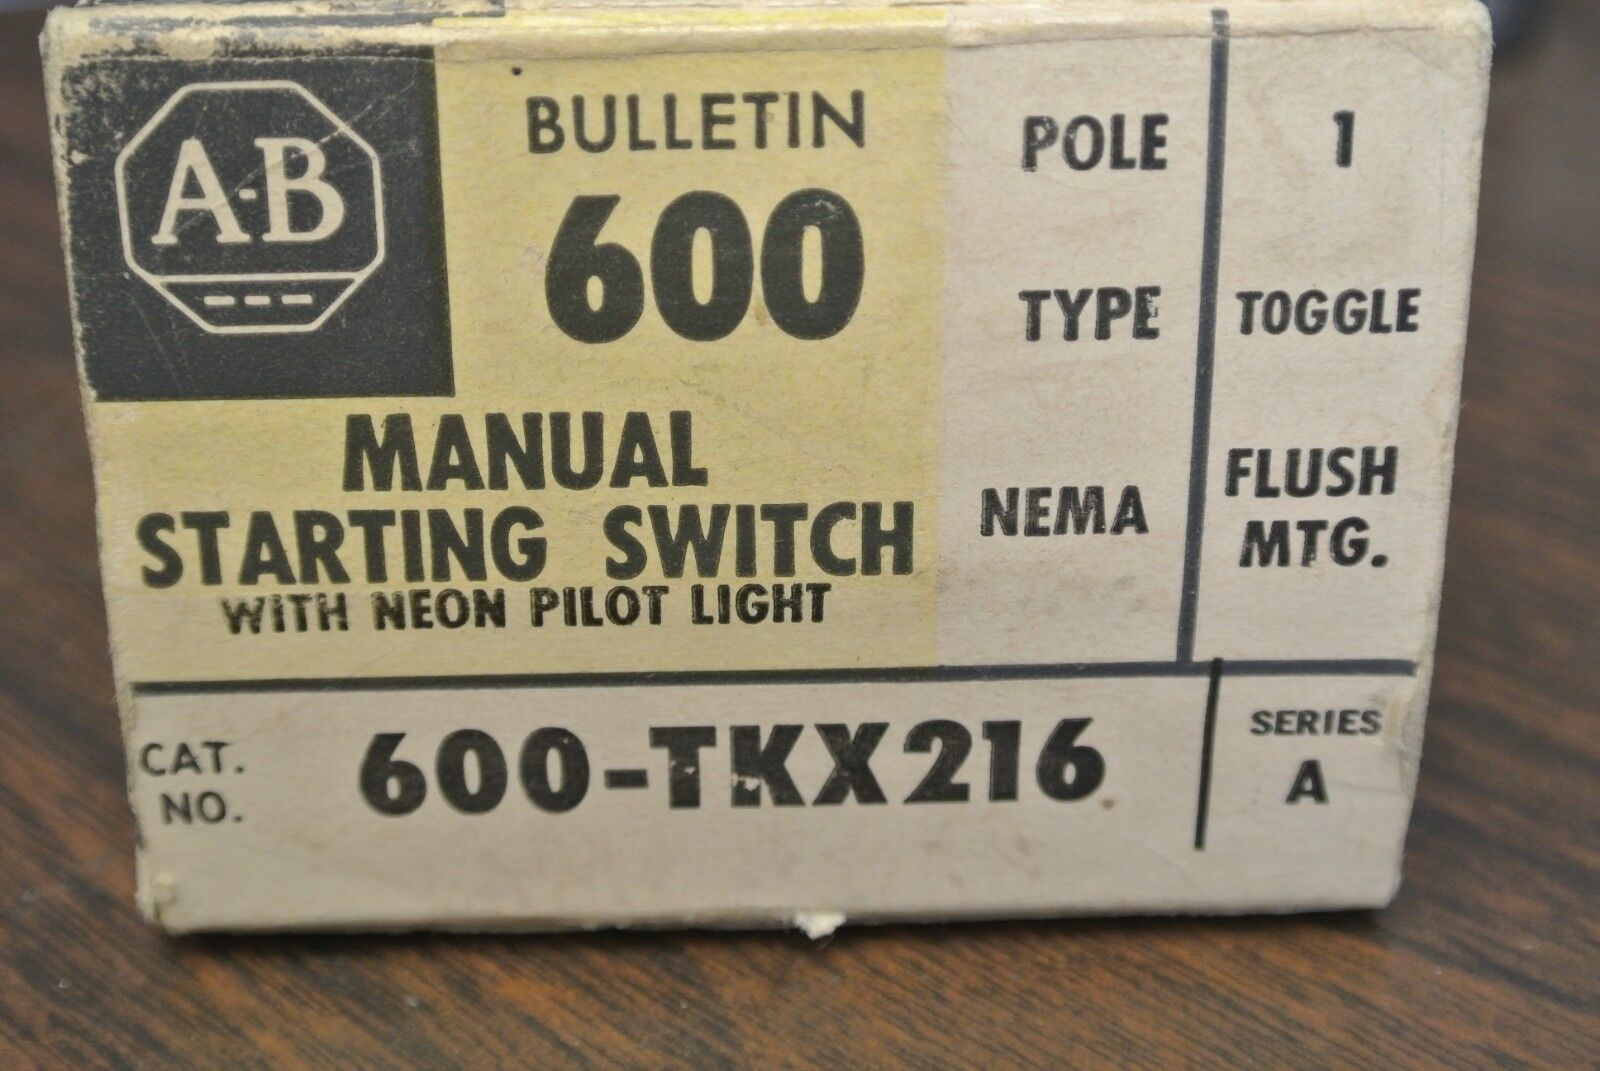 A-B
BULLETIN
600
MANUAL
STARTING SWITCH
WITH NEON PILOT LIGHT
POLE 1
TYPE TOGGLE
NEMA FLUSH
MTG.
CAT.
NO. 600-TKX216
SERIES
A